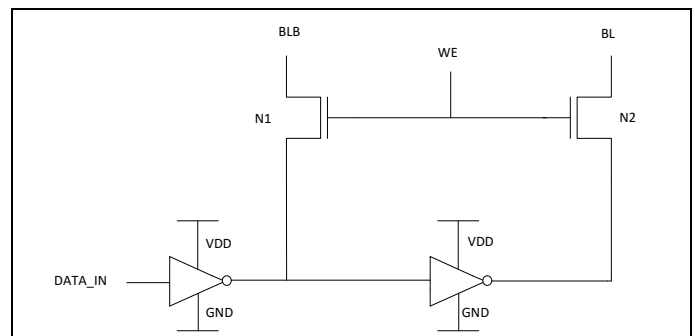 BLB
BL
WE
N1
N2
VDD
VDD
DATA_IN
GND
GND